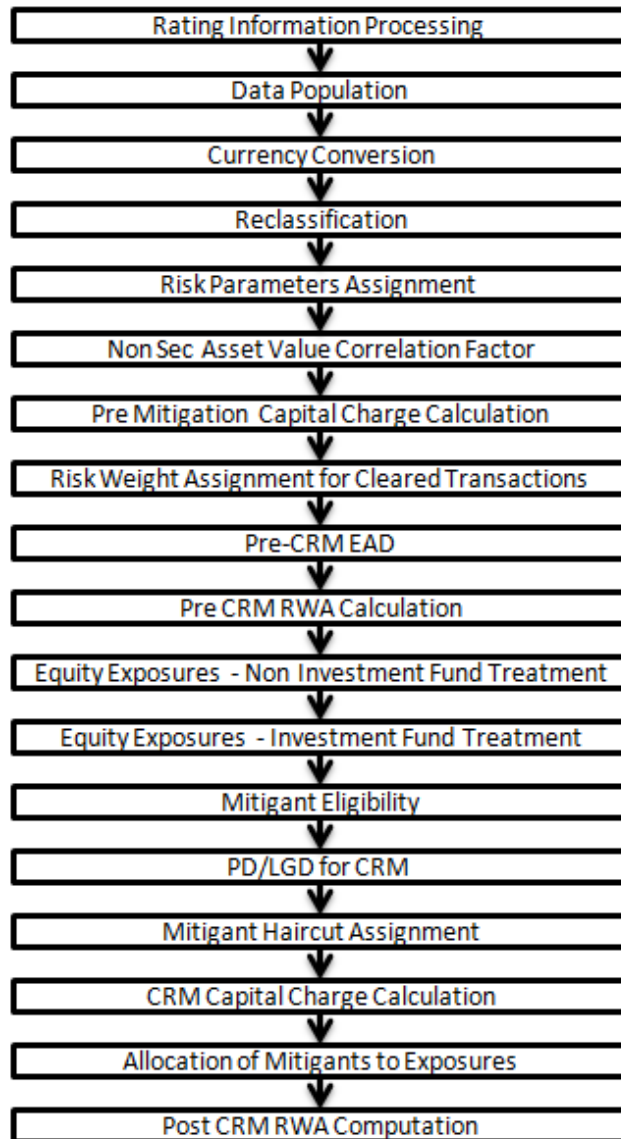 Rating Information Processing
Data Population
Currency Conversion
Reclassification
Risk Parameters Assignment
Non Sec Asset Value Correlation Factor
Pre Mitigation Capital Charge Calculation
Risk Weight Assignment for Cleared Transactions
Pre-CRM EAD
Pre CRM RWA Calculation
Equity Exposures - Non Investment Fund Treatment
Equity Exposures - Investment Fund Treatment
Mitigant Eligibility
PD/LGD for CRM
Mitigant Haircut Assignment
CRM Capital Charge Calculation
Allocation of Mitigants to Exposures
Post CRM RWA Computation